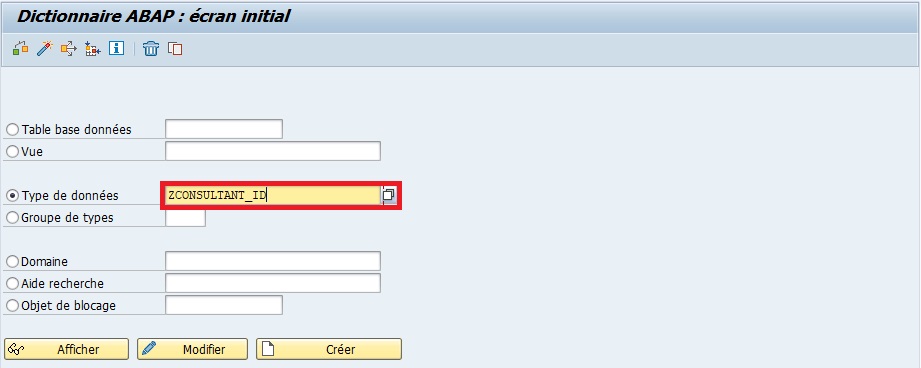 Dictionnaire ABAP : écran initial
Table base données
Vue
Type de données ZCONSULTANT_ID
Groupe de types
Domaine
Aide recherche
Objet de blocage
Afficher Modifier Créer